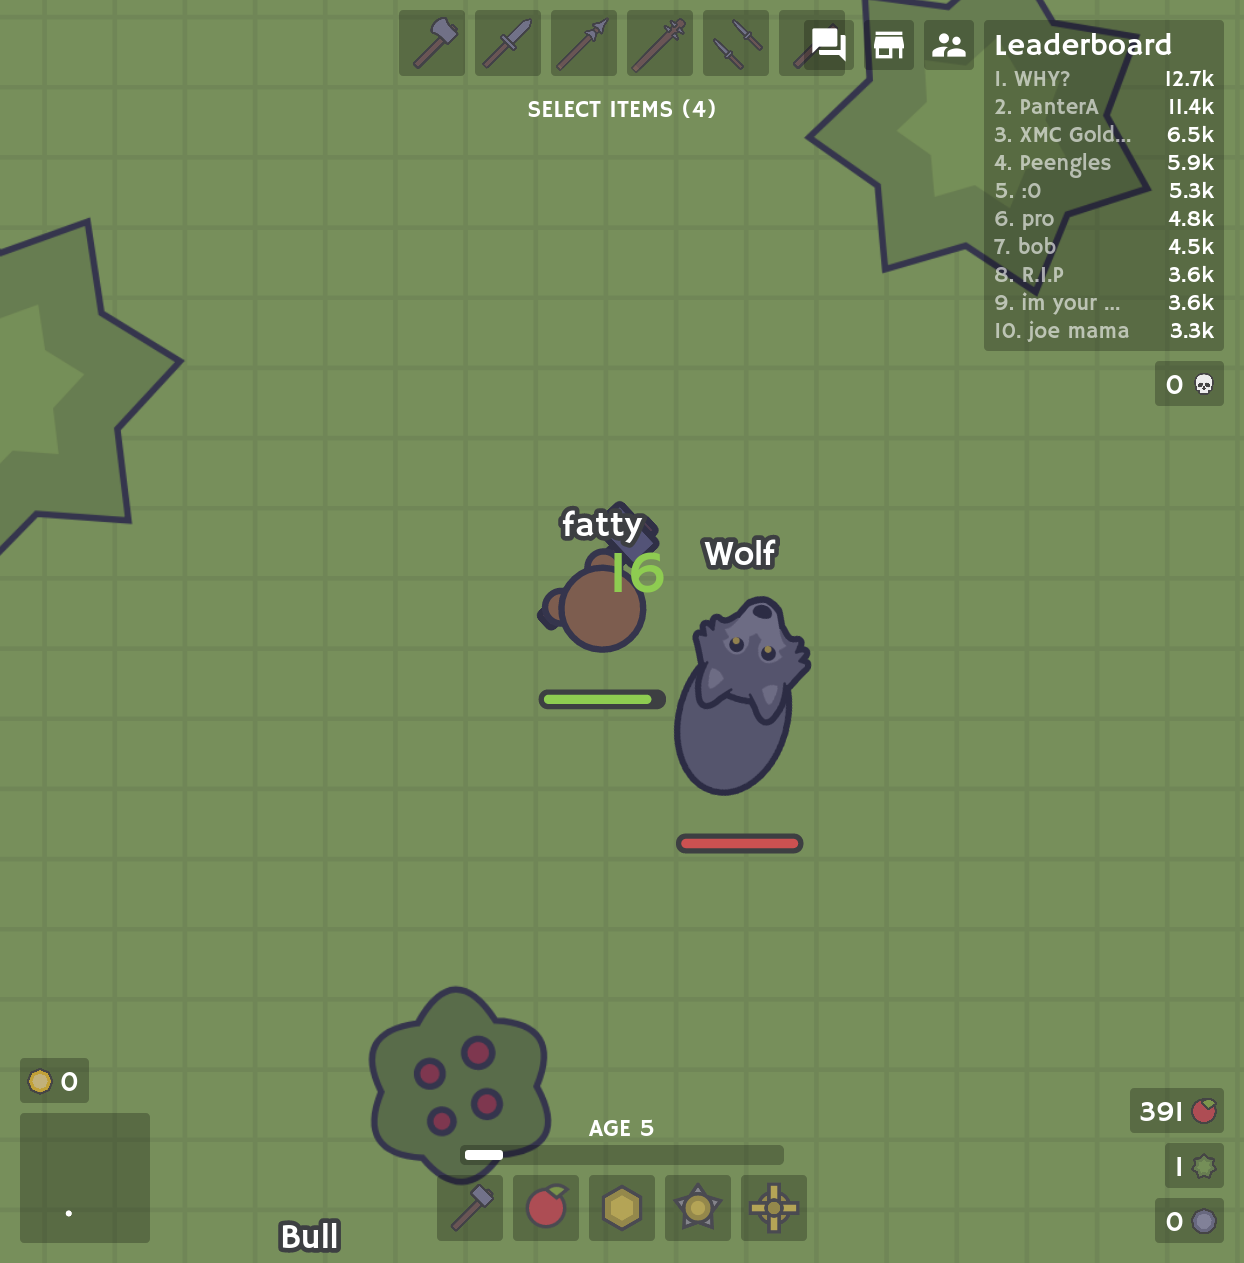 SELECT ITEMS (4)
Leaderboard
1. WHY? 12.7k
2. PanterA 11.4k
3. XMC Gold... 6.5k
4. Peengles 5.9k
5. :0 5.3k
6. pro 4.8k
7. bob 4.5k
8. R.I.P 3.6k
9. im your ... 3.6k
10. joe mama 3.3k
0
fatty
16
Wolf
0
AGE 5
391
1
0
Bull